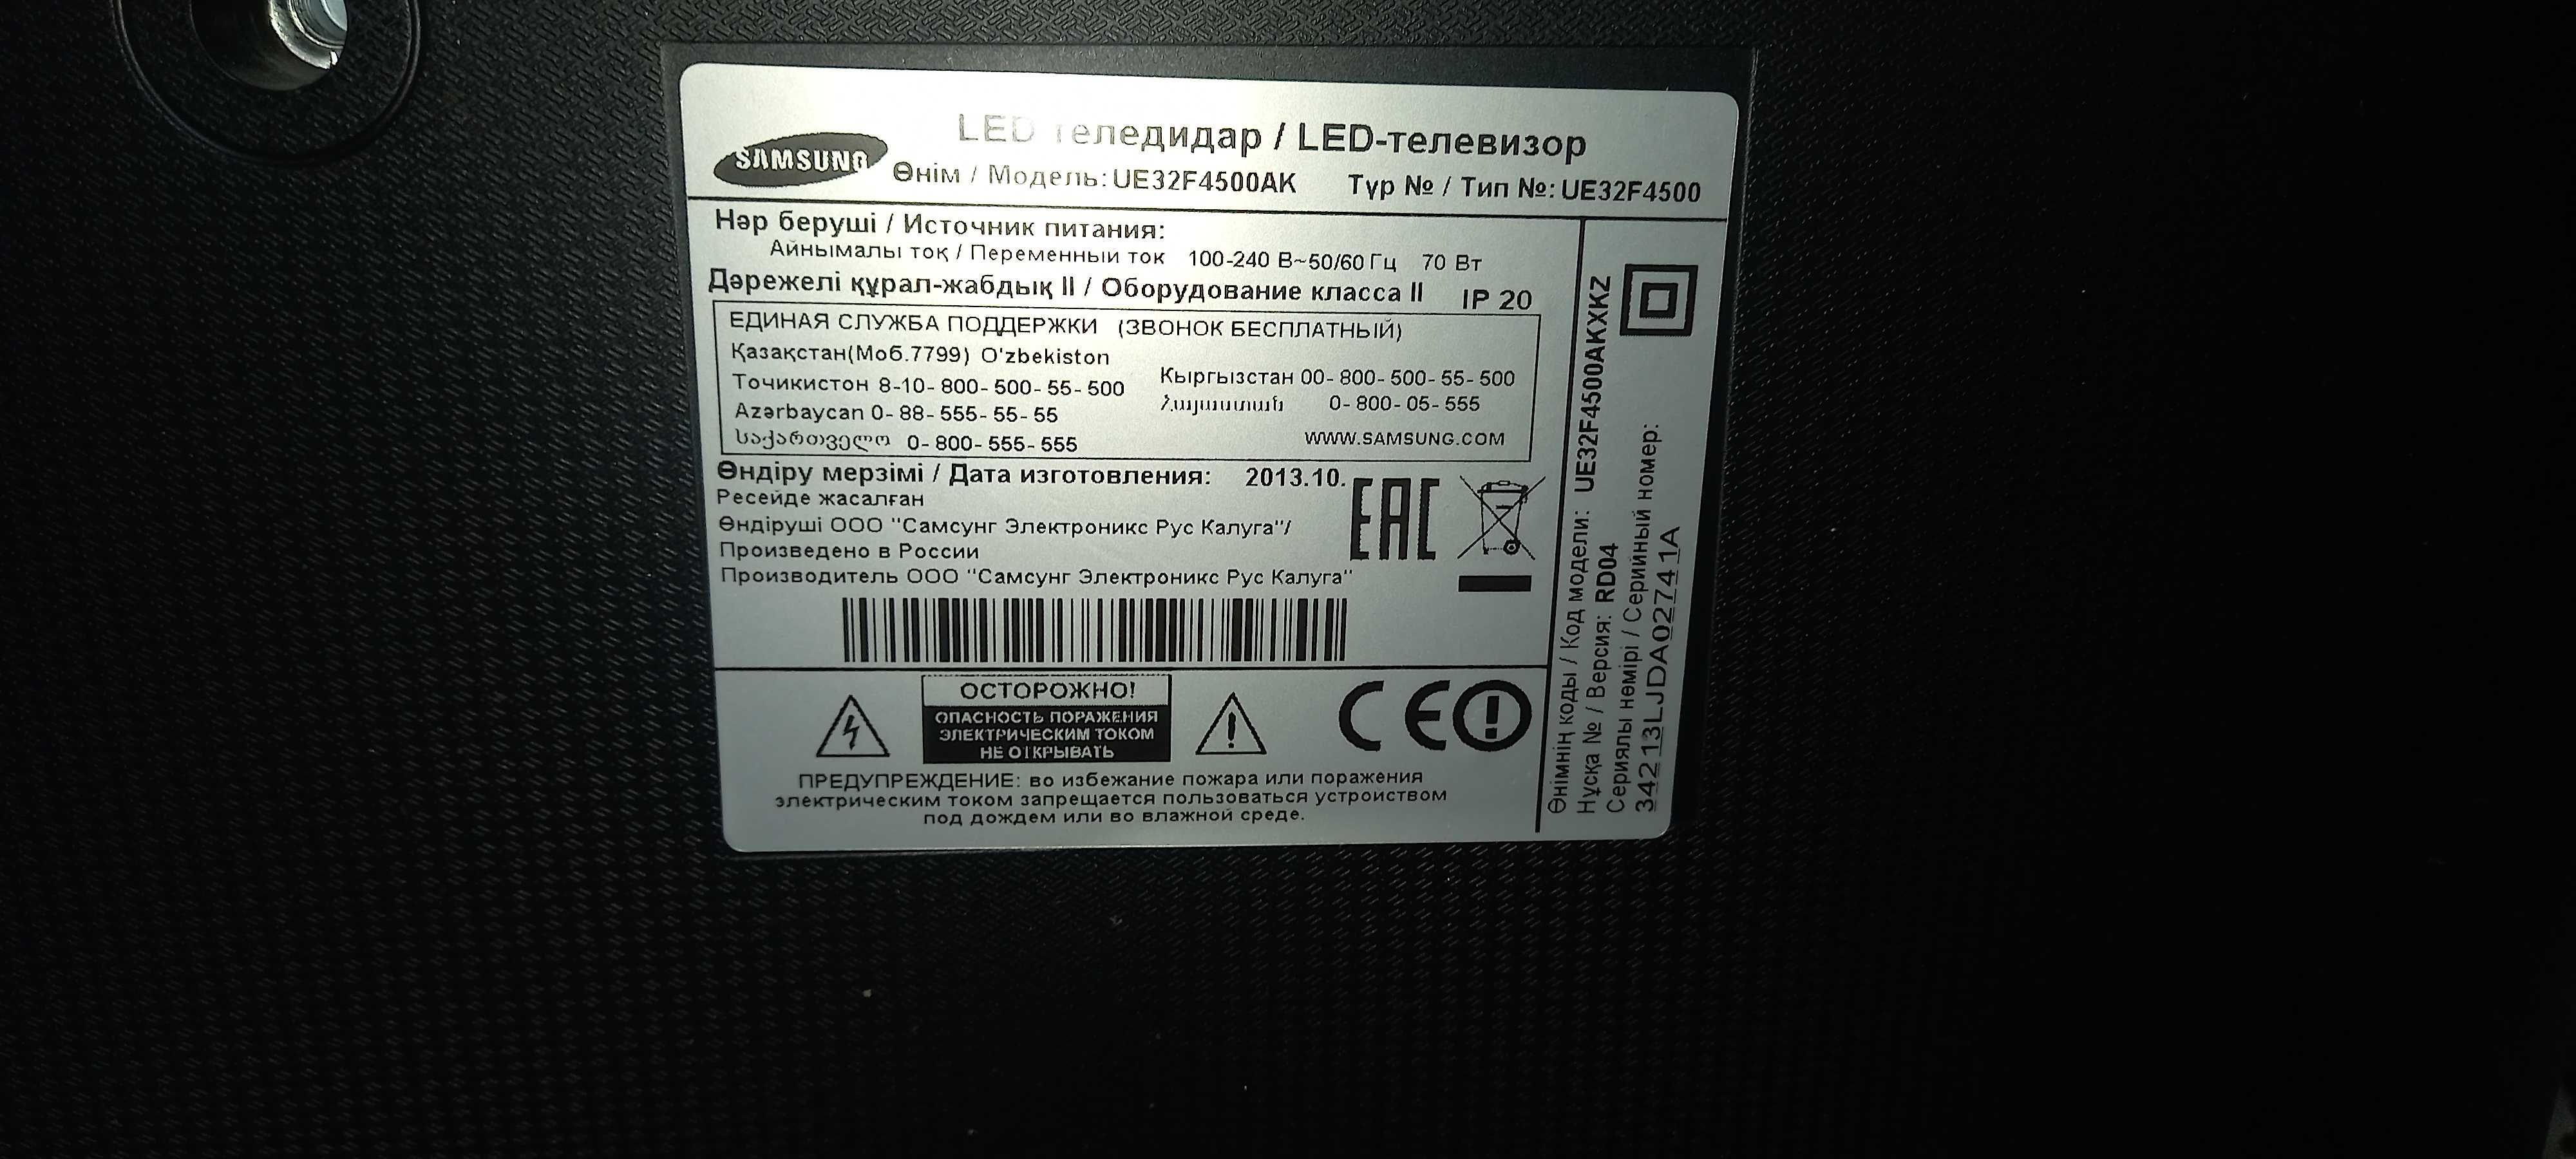 SAMSUNG
LED теледидар / LED-телевизор
Өнім / Модель: UE32F4500AK Түр № / Тип №: UE32F4500
Нәр беруші / Источник питания:
Айнымалы тоқ / Переменный ток 100-240 В~50/60 Гц 70 Вт
Дәрежелі құрал-жабдық II / Оборудование класса II IP 20
ЕДИНАЯ СЛУЖБА ПОДДЕРЖКИ (ЗВОНОК БЕСПЛАТНЫЙ)
Қазақстан(Моб.7799) O'zbekiston
Точикистон 8-10-800-500-55-500
Кыргызстан 00-800-500-55-500
Azərbaycan 0-88-555-55-55
Հայաստան 0-800-05-555
საქართველო 0-800-555-555
WWW.SAMSUNG.COM
Өндіру мерзімі / Дата изготовления: 2013.10.
Ресейде жасалған
Өндіруші ООО "Самсунг Электроникс Рус Калуга"/
Произведено в России
Производитель ООО "Самсунг Электроникс Рус Калуга"
EAC
ОСТОРОЖНО!
ОПАСНОСТЬ ПОРАЖЕНИЯ
ЭЛЕКТРИЧЕСКИМ ТОКОМ
НЕ ОТКРЫВАТЬ
CE
ПРЕДУПРЕЖДЕНИЕ: во избежание пожара или поражения
электрическим током запрещается пользоваться устроиством
под дождем или во влажной среде.
Өнімнің коды / Код модели: UE32F4500AKXKZ
Нұсқа № / Версия: RD04
Сериялы нөмірі / Серийный номер:
34213LJDA02741A